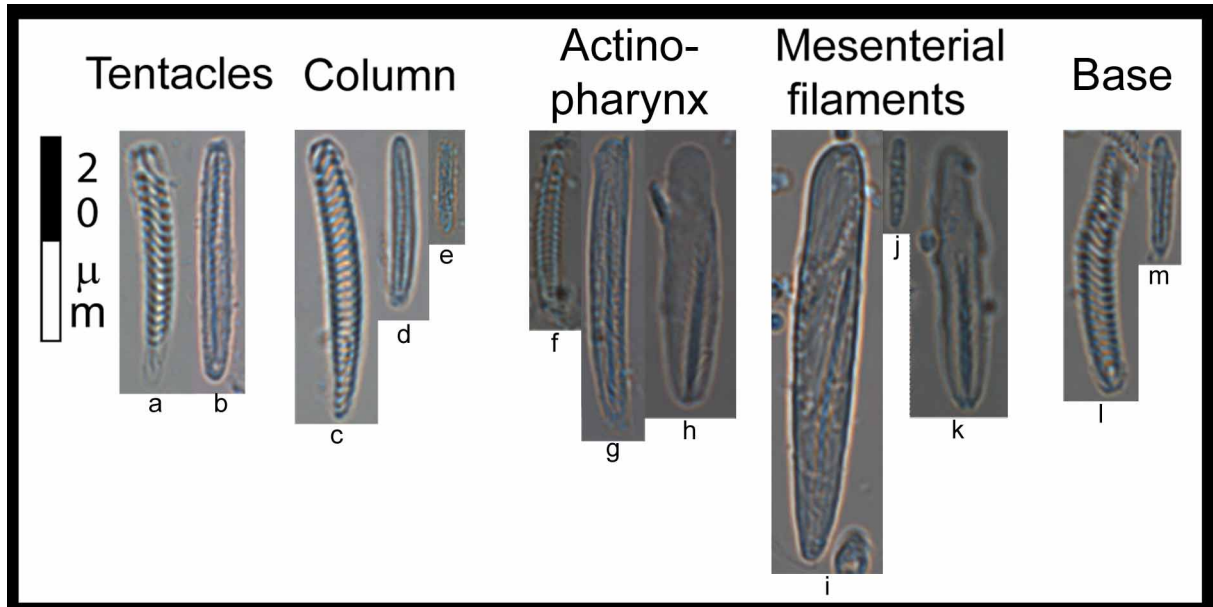 Tentacles
Column
Actino-
pharynx
Mesenterial
filaments
Base
2
0
μ
m
a
b
c
d
e
f
g
h
i
j
k
l
m